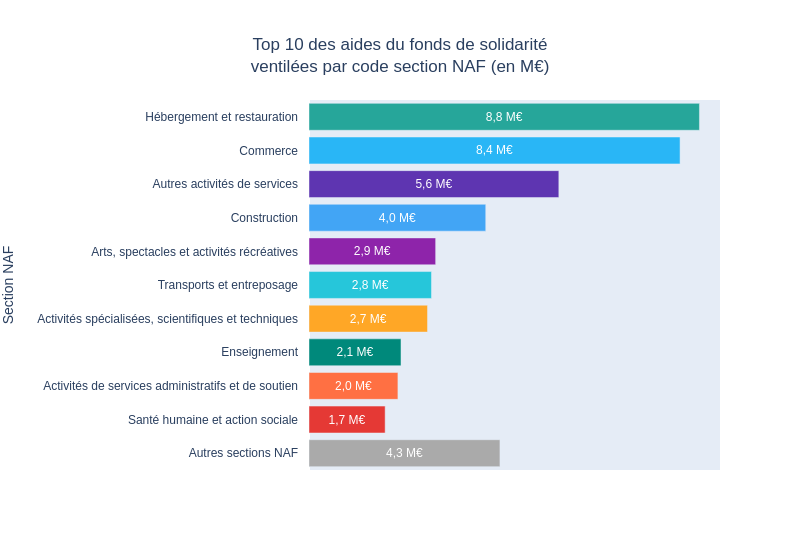 Top 10 des aides du fonds de solidarité
ventilées par code section NAF (en M€)
Section NAF
Hébergement et restauration 8,8 M€
Commerce 8,4 M€
Autres activités de services 5,6 M€
Construction 4,0 M€
Arts, spectacles et activités récréatives 2,9 M€
Transports et entreposage 2,8 M€
Activités spécialisées, scientifiques et techniques 2,7 M€
Enseignement 2,1 M€
Activités de services administratifs et de soutien 2,0 M€
Santé humaine et action sociale 1,7 M€
Autres sections NAF 4,3 M€